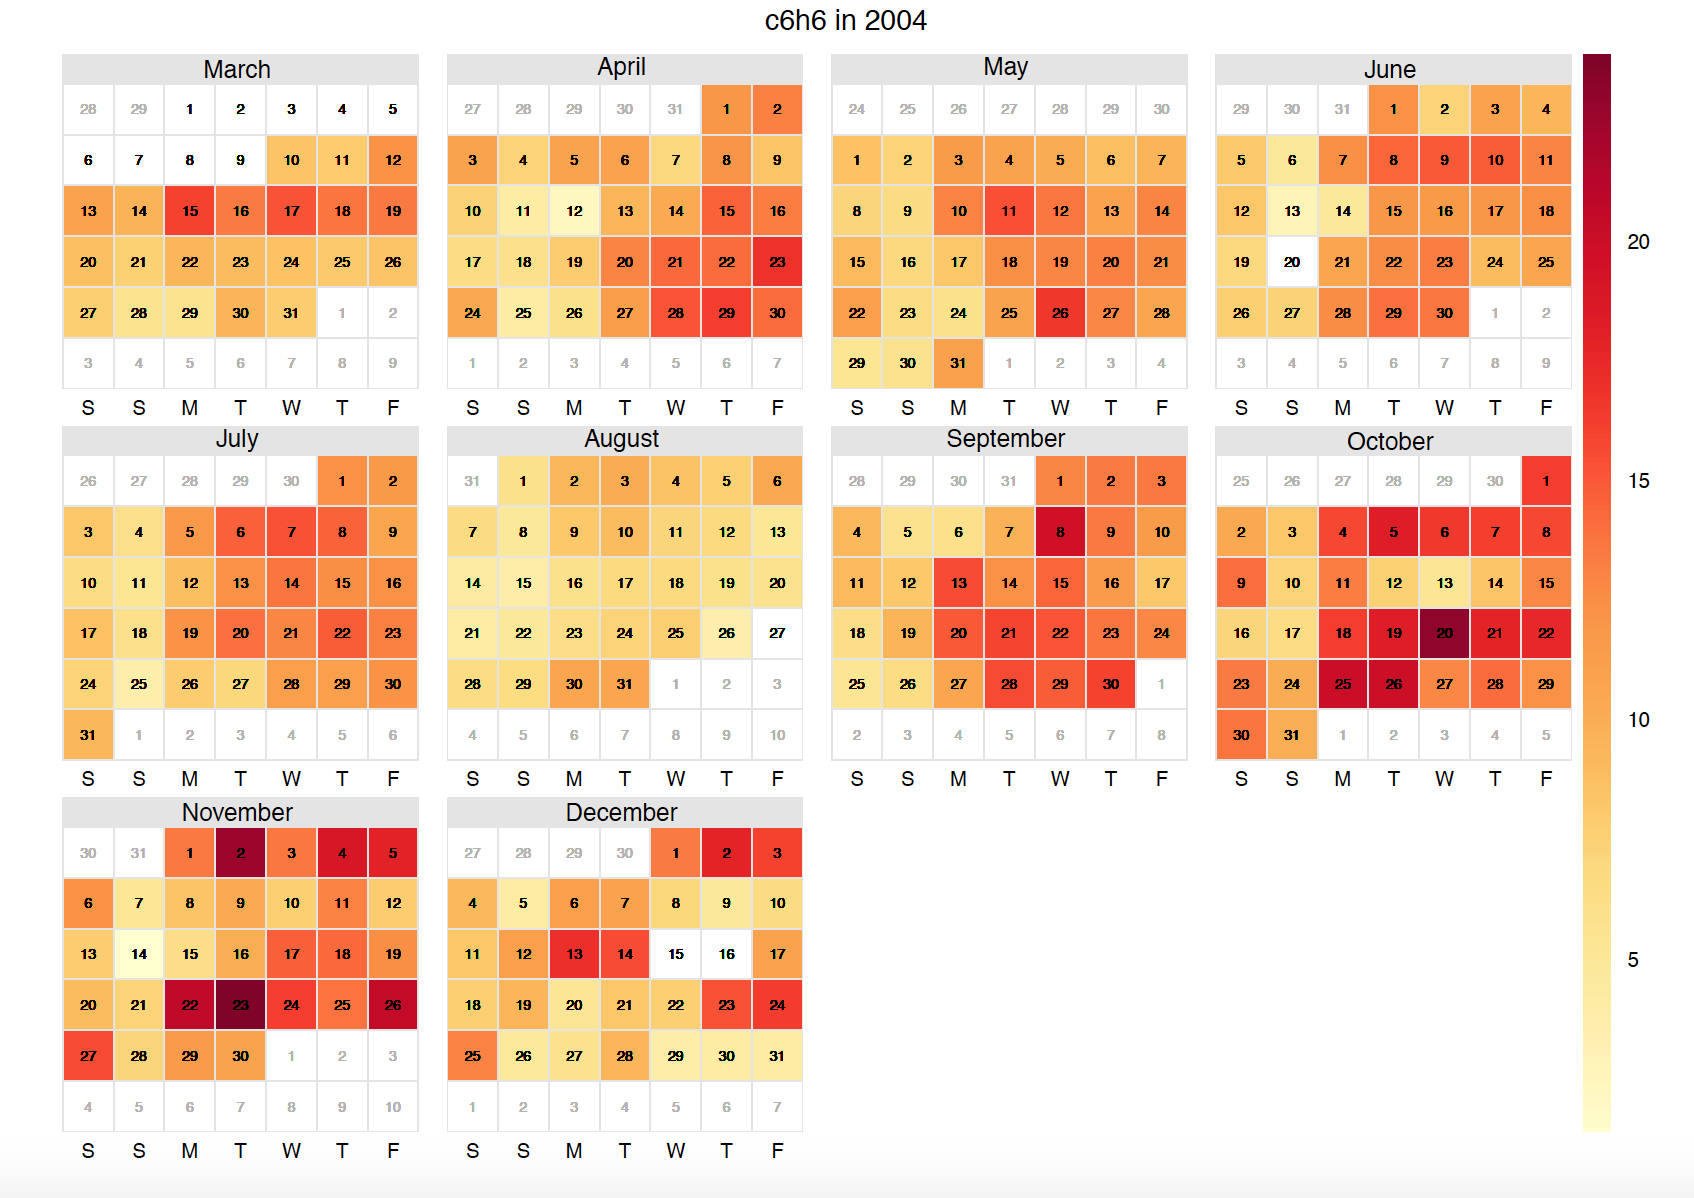 c6h6 in 2004
March April May June
28 29 1 2 3 4 5 27 28 29 30 31 1 2 24 25 26 27 28 29 30 29 30 31 1 2 3 4
6 7 8 9 10 11 12 3 4 5 6 7 8 9 1 2 3 4 5 6 7 5 6 7 8 9 10 11
13 14 15 16 17 18 19 10 11 12 13 14 15 16 8 9 10 11 12 13 14 12 13 14 15 16 17 18
20 21 22 23 24 25 26 17 18 19 20 21 22 23 15 16 17 18 19 20 21 19 20 21 22 23 24 25 20
27 28 29 30 31 1 2 24 25 26 27 28 29 30 22 23 24 25 26 27 28 26 27 28 29 30 1 2
3 4 5 6 7 8 9 1 2 3 4 5 6 7 29 30 31 1 2 3 4 3 4 5 6 7 8 9
S S M T W T F S S M T W T F S S M T W T F S S M T W T F
July August September October
26 27 28 29 30 1 2 31 1 2 3 4 5 6 28 29 30 31 1 2 3 25 26 27 28 29 30 1 15
3 4 5 6 7 8 9 7 8 9 10 11 12 13 4 5 6 7 8 9 10 2 3 4 5 6 7 8
10 11 12 13 14 15 16 14 15 16 17 18 19 20 11 12 13 14 15 16 17 9 10 11 12 13 14 15
17 18 19 20 21 22 23 21 22 23 24 25 26 27 18 19 20 21 22 23 24 16 17 18 19 20 21 22
24 25 26 27 28 29 30 28 29 30 31 1 2 3 25 26 27 28 29 30 1 23 24 25 26 27 28 29
31 1 2 3 4 5 6 4 5 6 7 8 9 10 2 3 4 5 6 7 8 30 31 1 2 3 4 5 10
S S M T W T F S S M T W T F S S M T W T F S S M T W T F
November December
30 31 1 2 3 4 5 27 28 29 30 1 2 3
6 7 8 9 10 11 12 4 5 6 7 8 9 10
13 14 15 16 17 18 19 11 12 13 14 15 16 17 5
20 21 22 23 24 25 26 18 19 20 21 22 23 24
27 28 29 30 1 2 3 25 26 27 28 29 30 31
4 5 6 7 8 9 10 1 2 3 4 5 6 7
S S M T W T F S S M T W T F